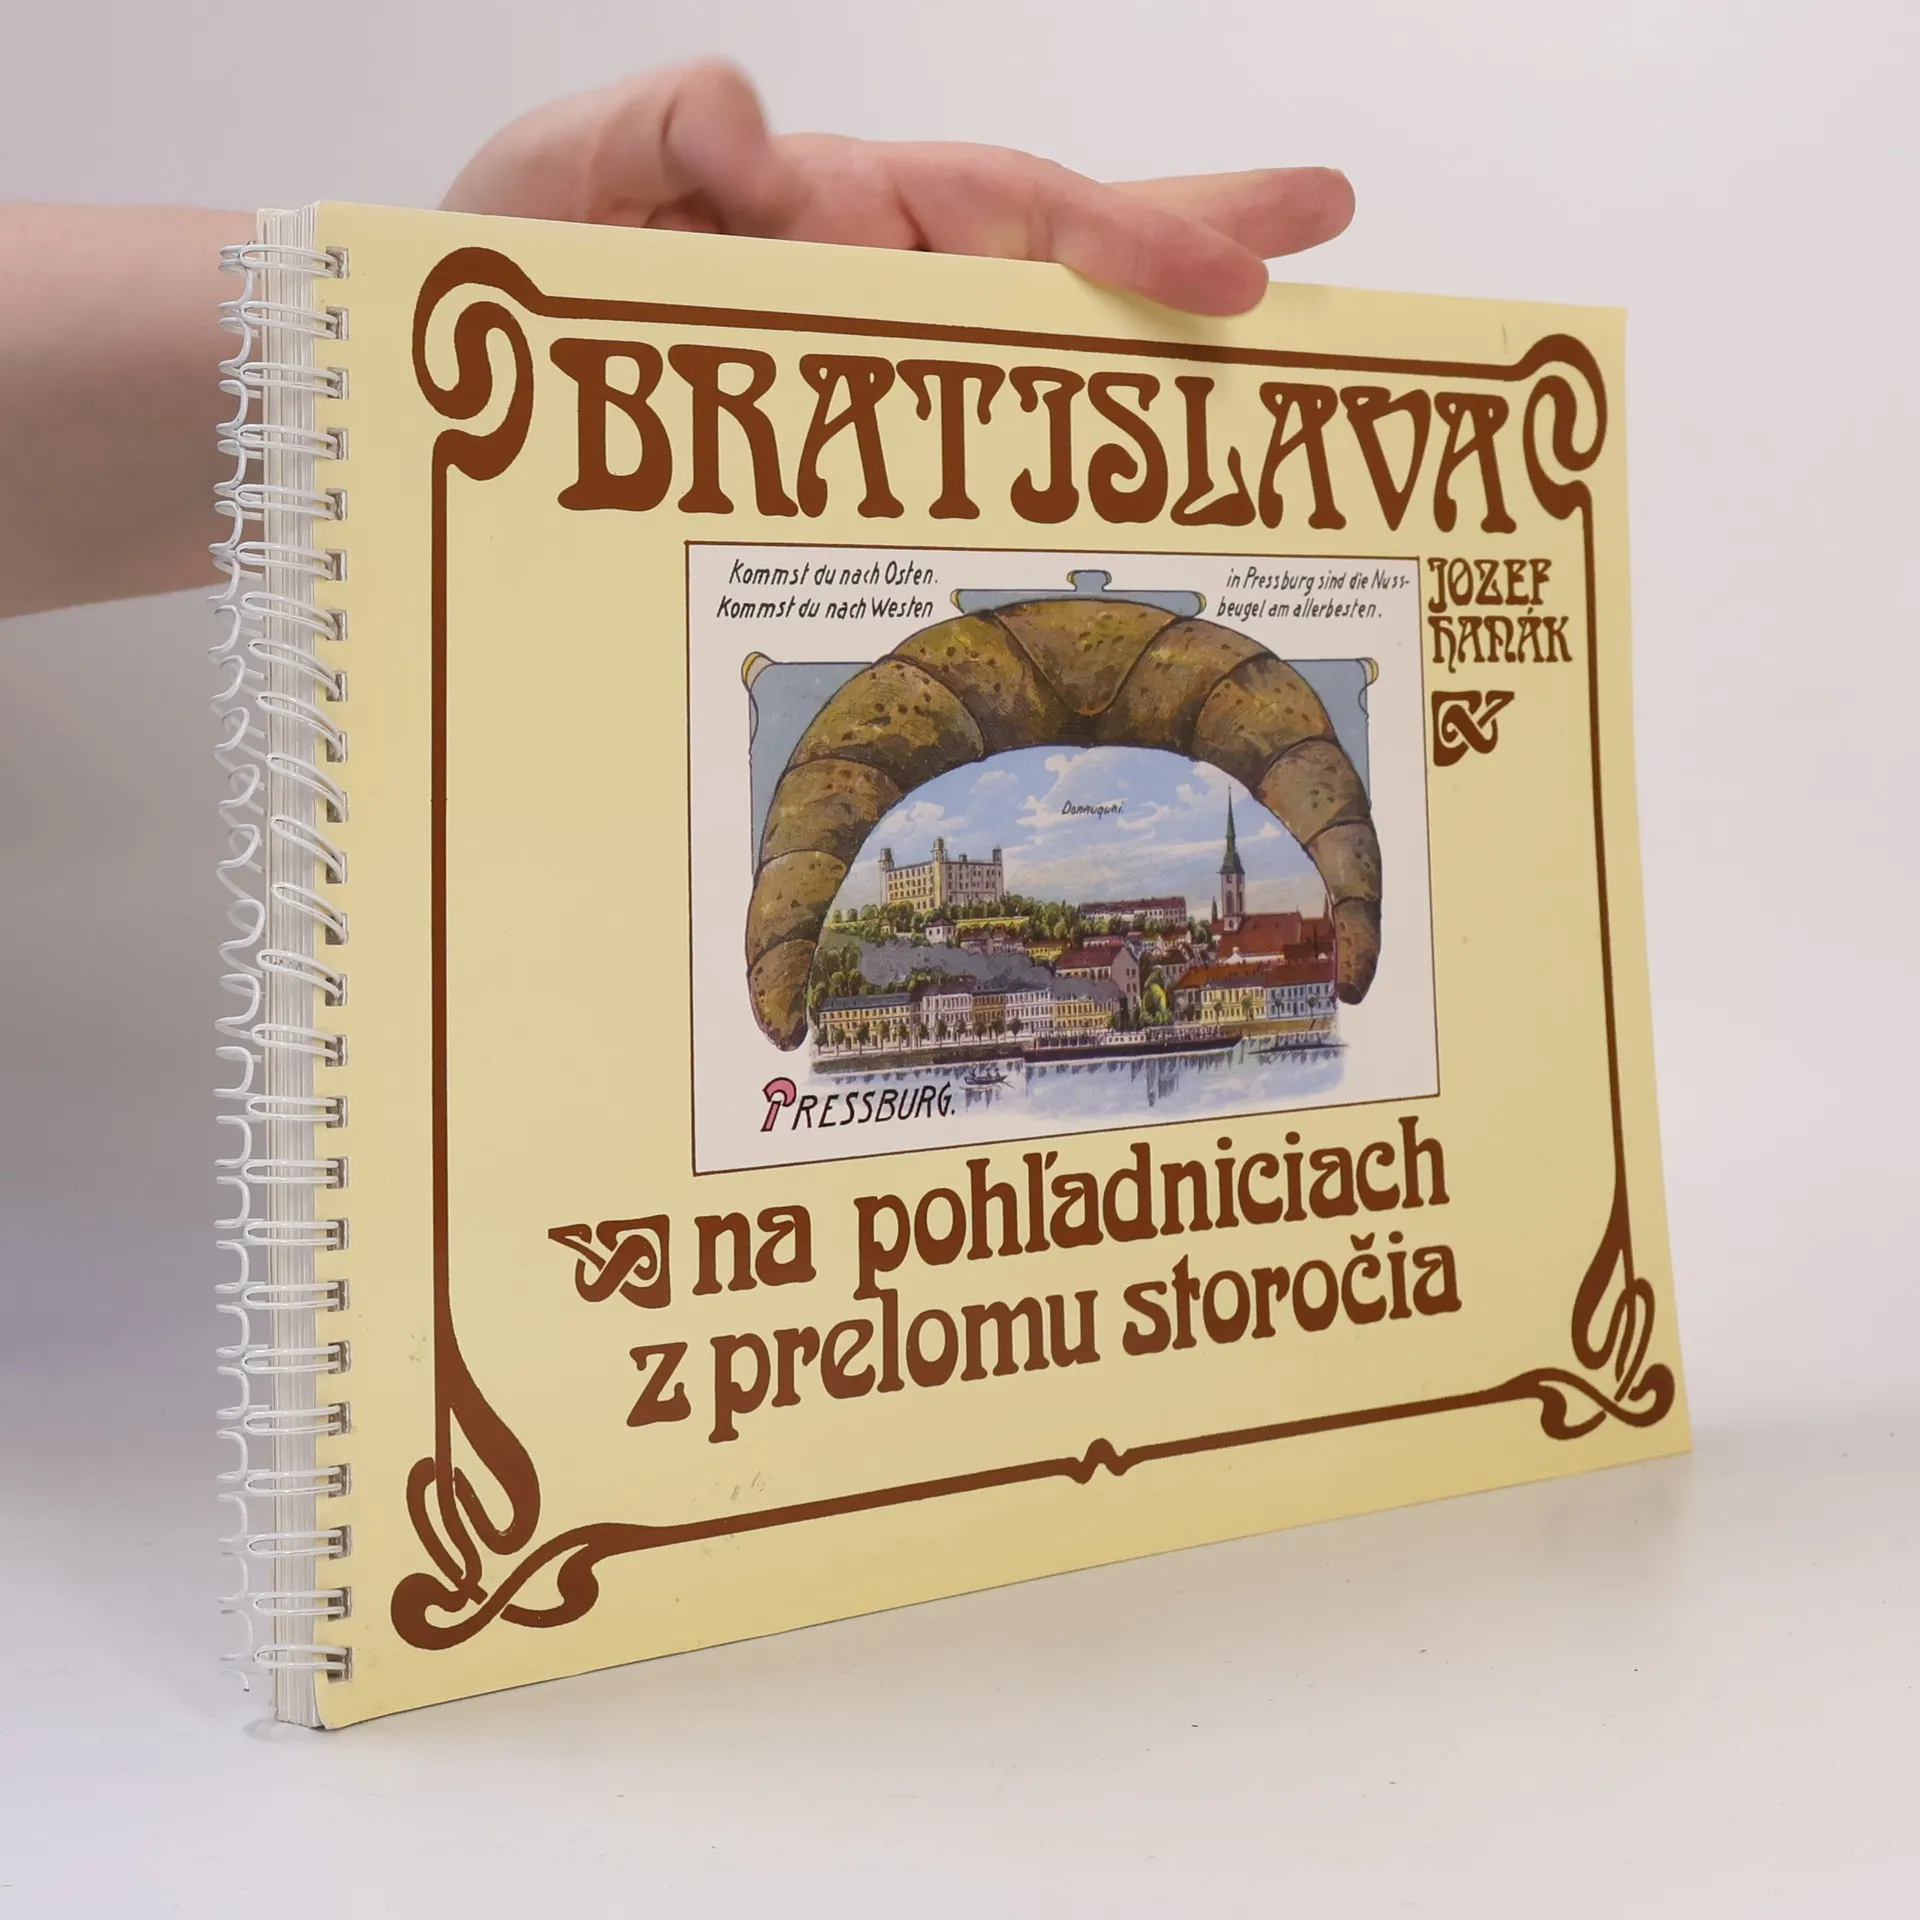 BRATISLAVA
JOZEF
HANÁK
Kommst du nach Osten.
Kommst du nach Westen
in Pressburg sind die Nuss-
beugel am allerbesten.
PRESSBURG.
na pohľadniciach
z prelomu storočia